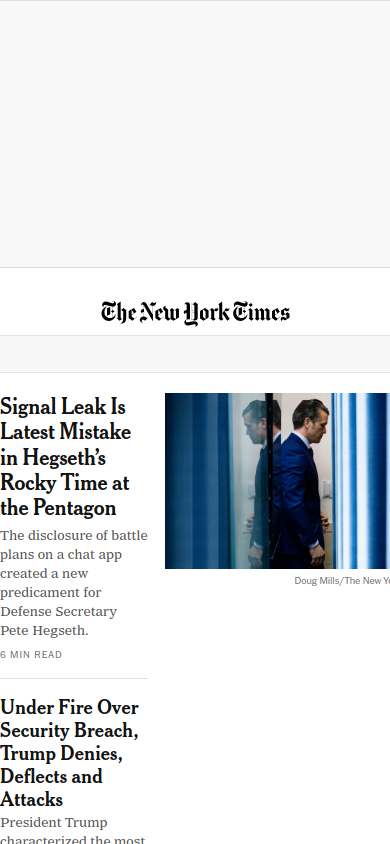 The New York Times
Signal Leak Is
Latest Mistake
in Hegseth's
Rocky Time at
the Pentagon
The disclosure of battle
plans on a chat app
created a new
predicament for
Defense Secretary
Pete Hegseth.
6 MIN READ
Doug Mills/The New Yo
Under Fire Over
Security Breach,
Trump Denies,
Deflects and
Attacks
President Trump
characterized the most